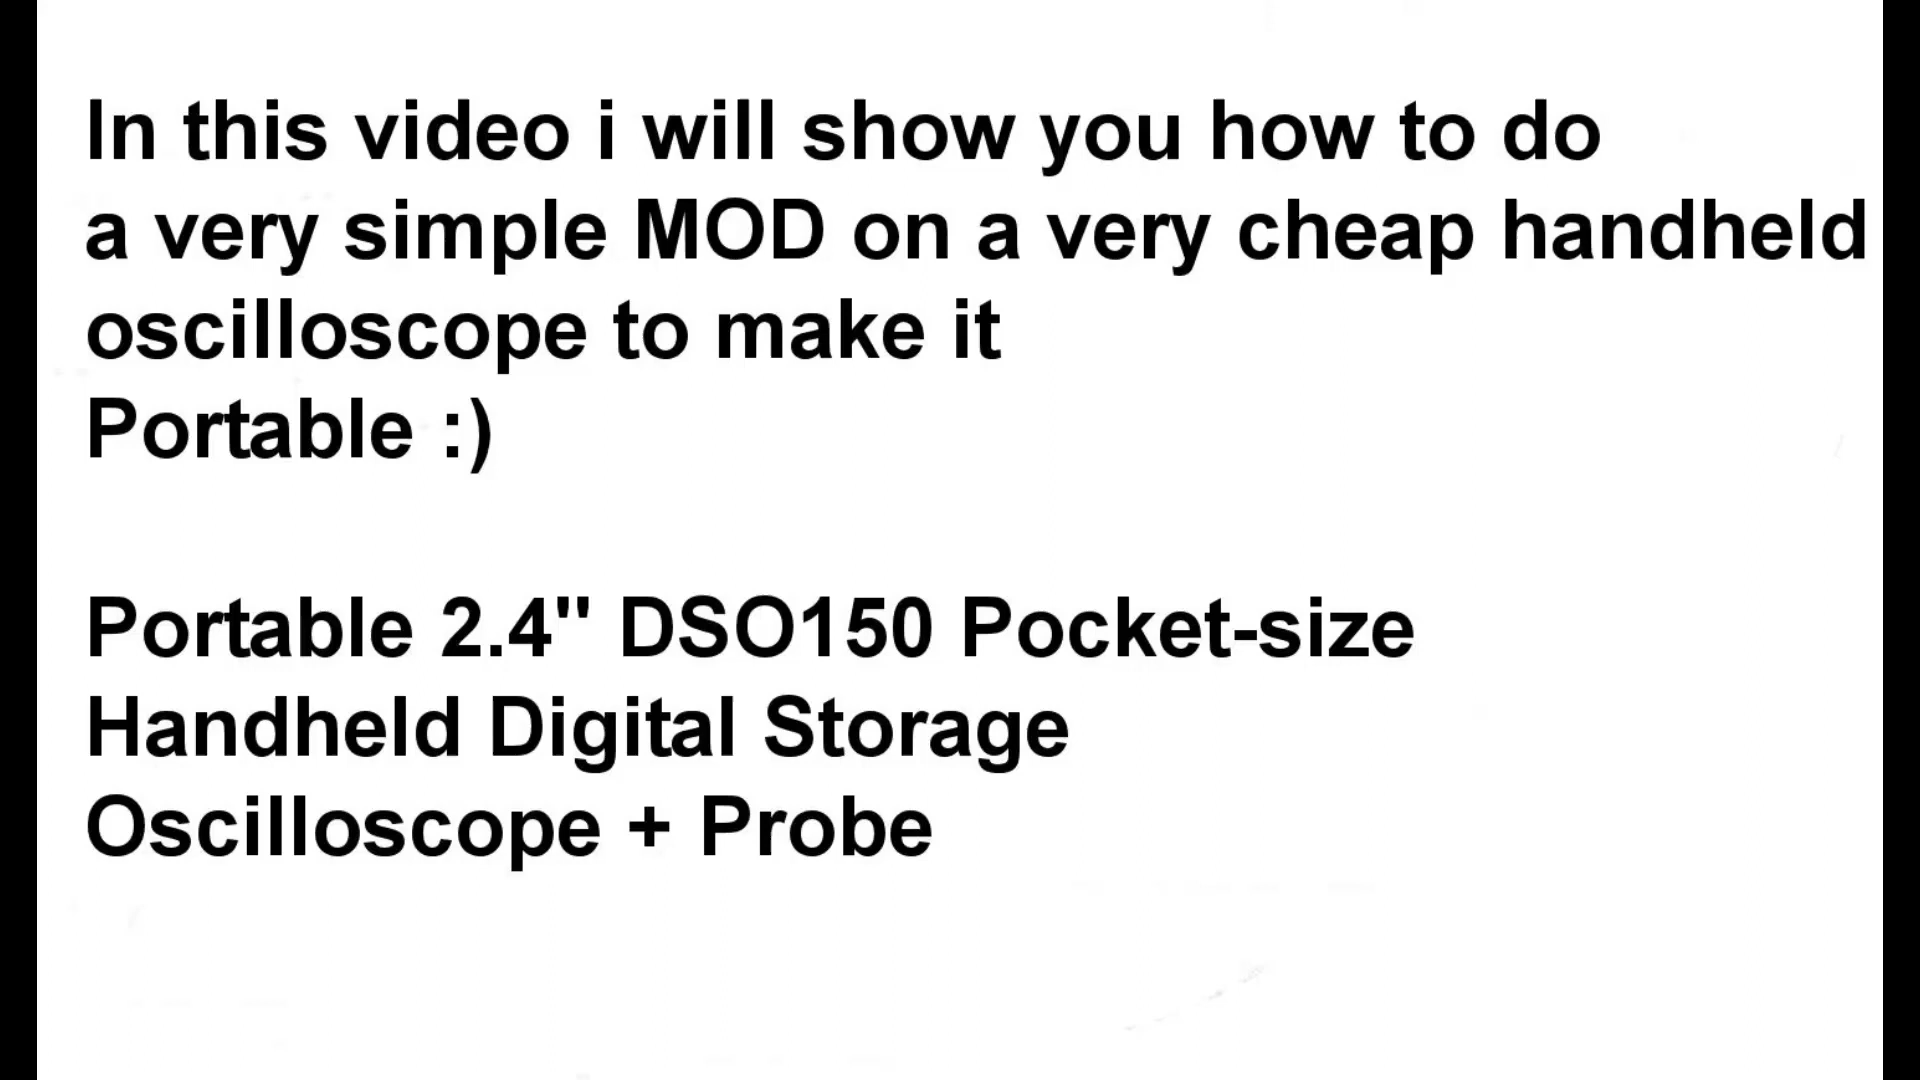 In this video i will show you how to do
a very simple MOD on a very cheap handheld
oscilloscope to make it
Portable :)
Portable 2.4" DSO150 Pocket-size
Handheld Digital Storage
Oscilloscope + Probe